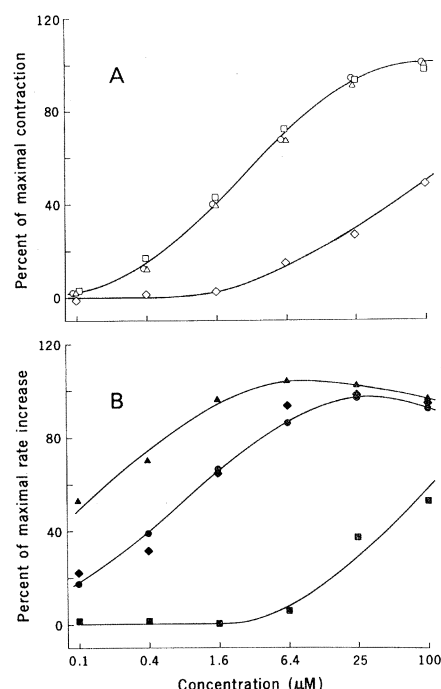 120
A
80
40
0
Percent of maximal contraction
120
B
80
40
0
Percent of maximal rate increase
0.1 0.4 1.6 6.4 25 100
Concentration (μM)